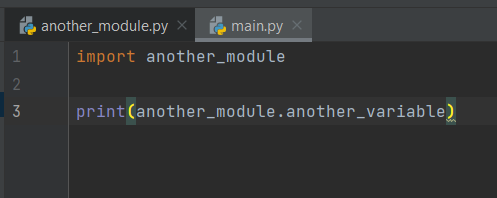 another_module.py main.py
1 import another_module
2
3 print(another_module.another_variable)